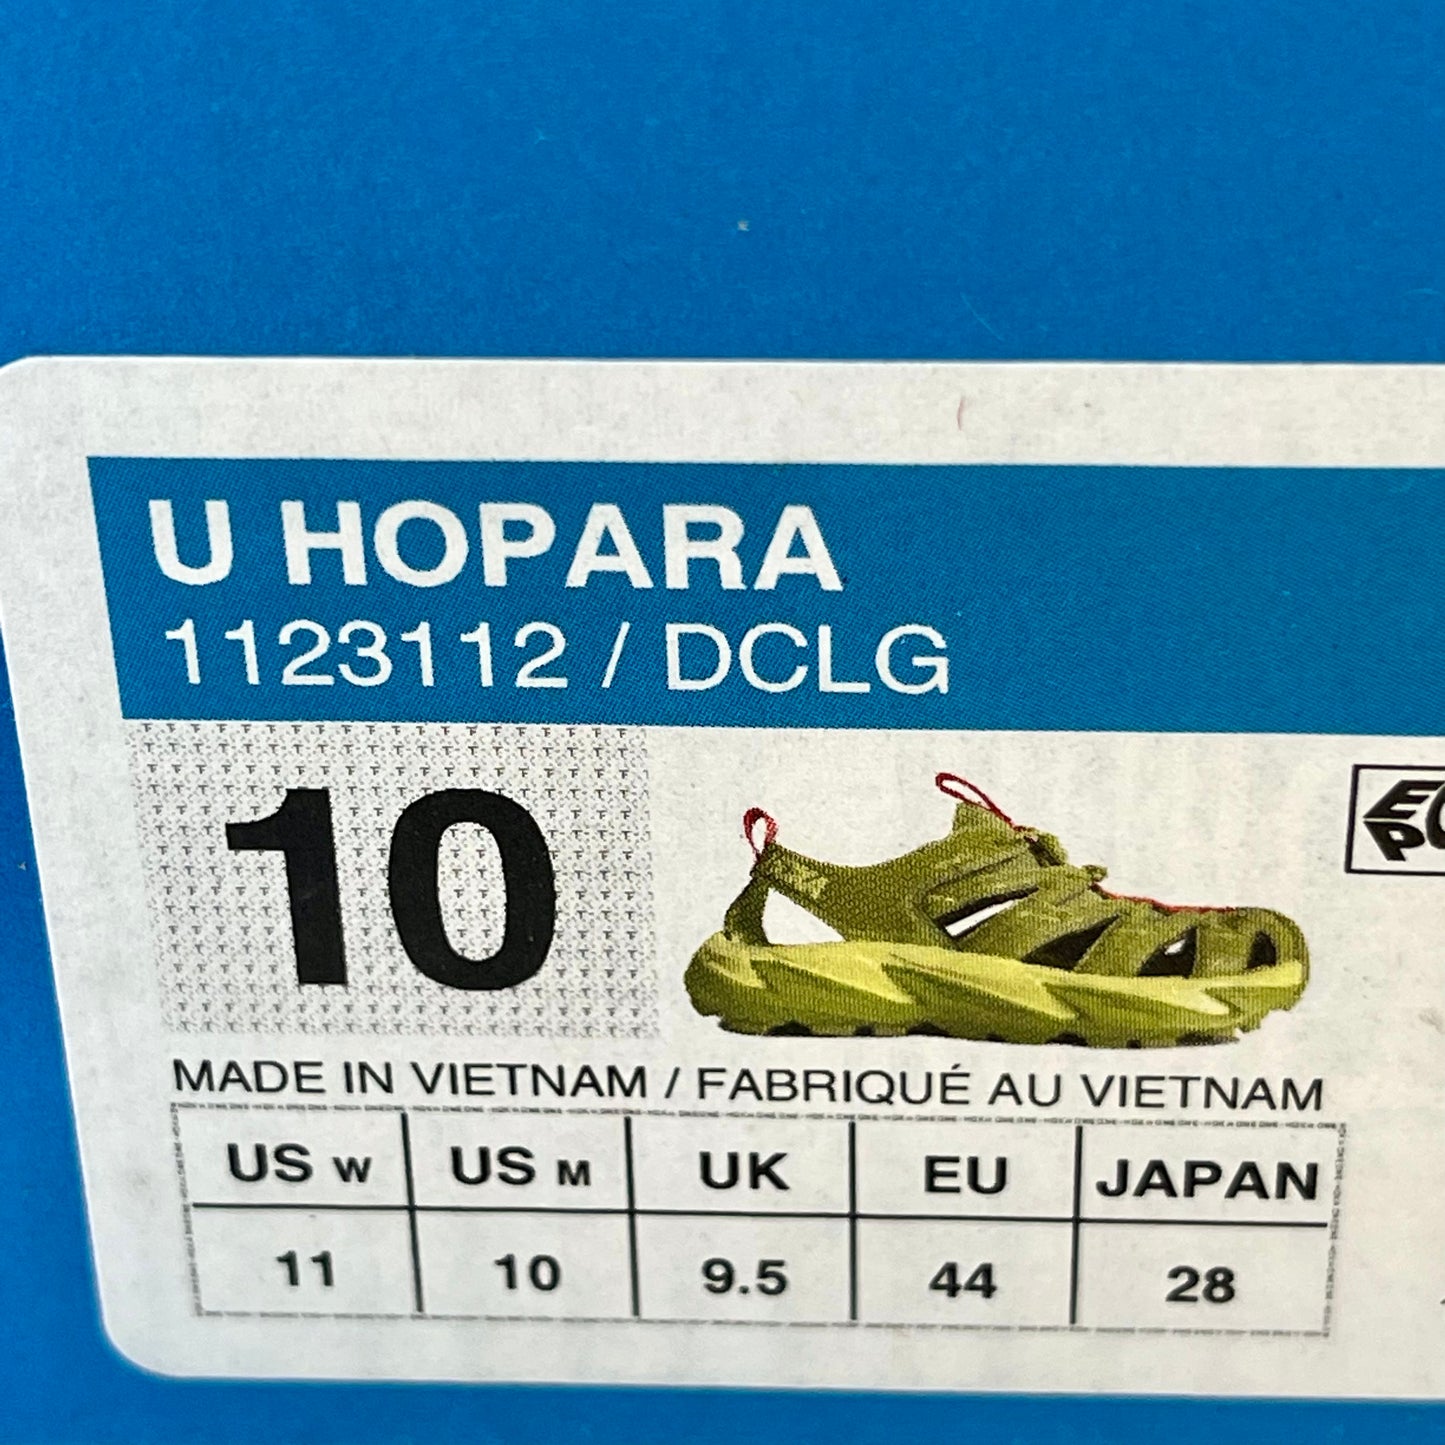 U HOPARA
1123112 / DCLG
10
MADE IN VIETNAM / FABRIQUÉ AU VIETNAM
US W US M UK EU JAPAN
11 10 9.5 44 28